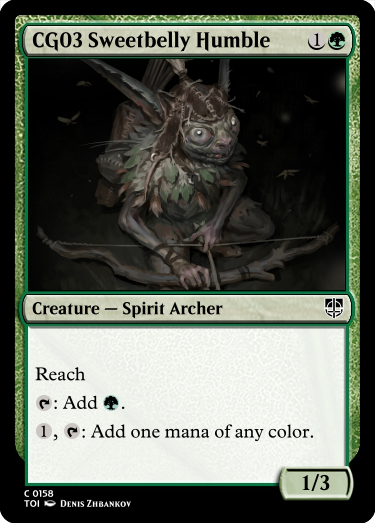 CG03 Sweetbelly Humble 1
Creature — Spirit Archer
Reach
: Add .
1, : Add one mana of any color.
1/3
C 0158
TOI DENIS ZHBANKOV